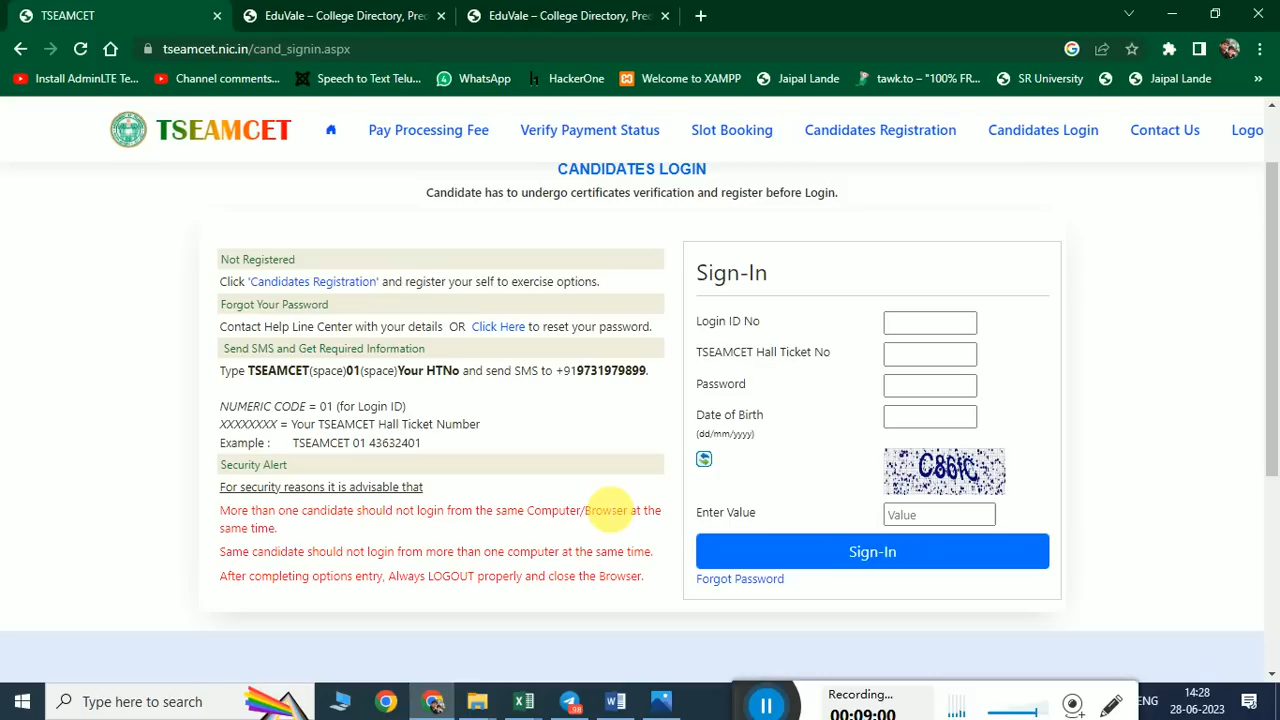 TSEAMCET
EduVale – College Directory, Pred
EduVale – College Directory, Pred
tseamcet.nic.in/cand_signin.aspx
Install AdminLTE Te...
Channel comments...
Speech to Text Telu...
WhatsApp
HackerOne
Welcome to XAMPP
Jaipal Lande
tawk.to – "100% FR...
SR University
Jaipal Lande
»
TSEAMCET
Pay Processing Fee
Verify Payment Status
Slot Booking
Candidates Registration
Candidates Login
Contact Us
Logo
CANDIDATES LOGIN
Candidate has to undergo certificates verification and register before Login.
Not Registered
Click 'Candidates Registration' and register your self to exercise options.
Forgot Your Password
Contact Help Line Center with your details OR Click Here to reset your password.
Send SMS and Get Required Information
Type TSEAMCET(space)01(space)Your HTNo and send SMS to +919731979899.
NUMERIC CODE = 01 (for Login ID)
XXXXXXXX = Your TSEAMCET Hall Ticket Number
Example : TSEAMCET 01 43632401
Security Alert
For security reasons it is advisable that
More than one candidate should not login from the same Computer/Browser at the
same time.
Same candidate should not login from more than one computer at the same time.
After completing options entry, Always LOGOUT properly and close the Browser.
Sign-In
Login ID No
TSEAMCET Hall Ticket No
Password
Date of Birth
(dd/mm/yyyy)
Enter Value
Value
Sign-In
Forgot Password
Type here to search
Recording...
00:09:00
ENG
14:28
28-06-2023